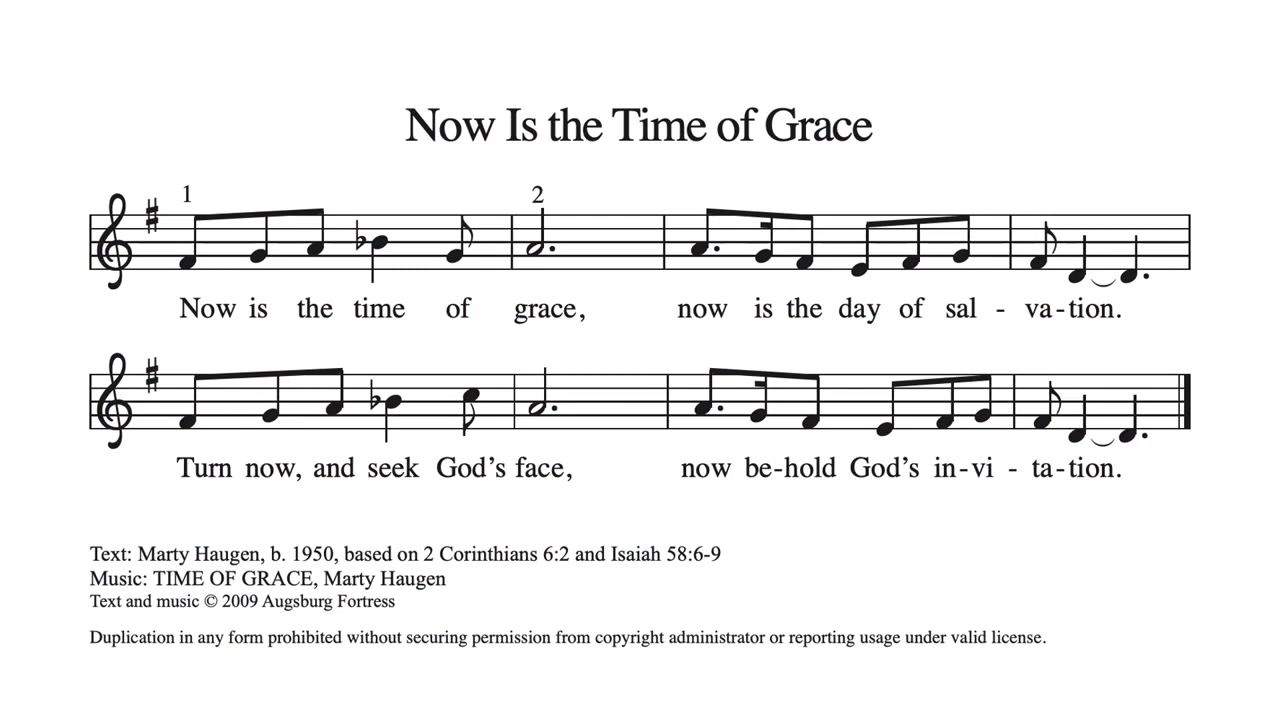 Now Is the Time of Grace
1 2
Now is the time of grace, now is the day of sal - va-tion.
Turn now, and seek God's face, now be-hold God's in-vi - ta-tion.
Text: Marty Haugen, b. 1950, based on 2 Corinthians 6:2 and Isaiah 58:6-9
Music: TIME OF GRACE, Marty Haugen
Text and music © 2009 Augsburg Fortress
Duplication in any form prohibited without securing permission from copyright administrator or reporting usage under valid license.